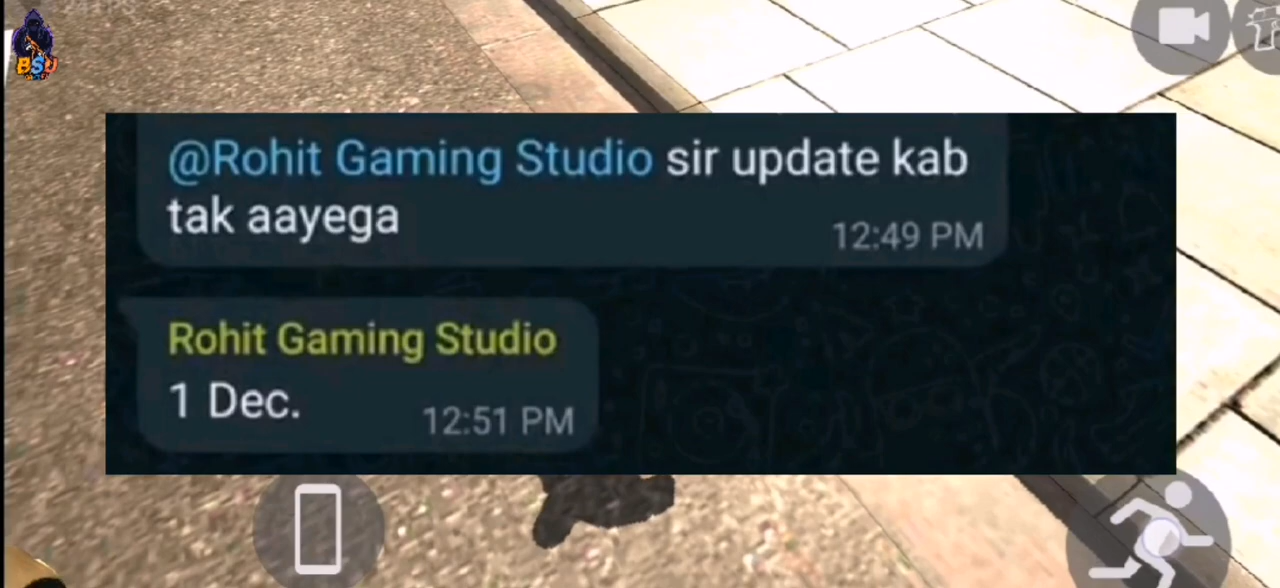 BSU
@Rohit Gaming Studio sir update kab
tak aayega
12:49 PM
Rohit Gaming Studio
1 Dec.
12:51 PM